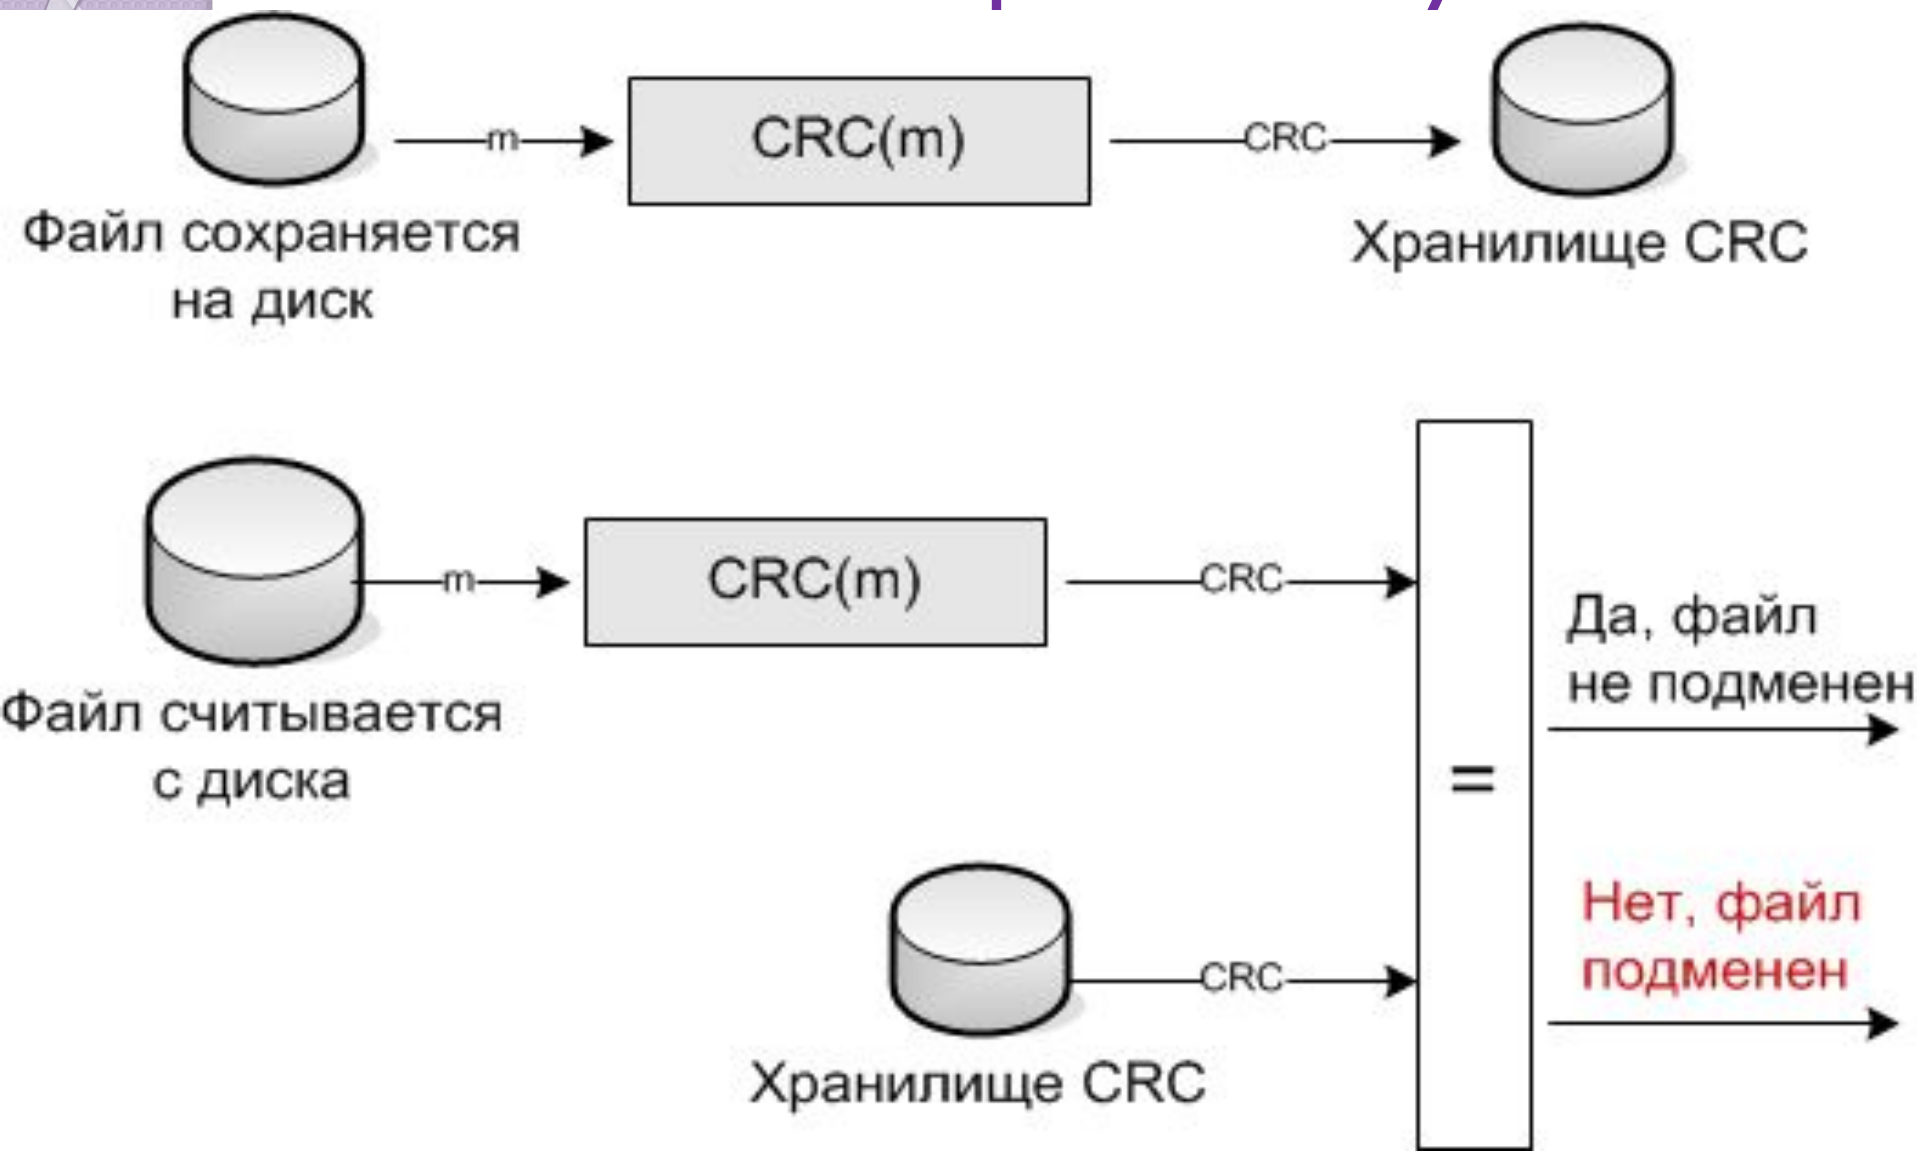 m
CRC(m)
CRC
Файл сохраняется
на диск
Хранилище CRC
m
CRC(m)
CRC
Файл считывается
с диска
=
Да, файл
не подменен
Нет, файл
подменен
CRC
Хранилище CRC